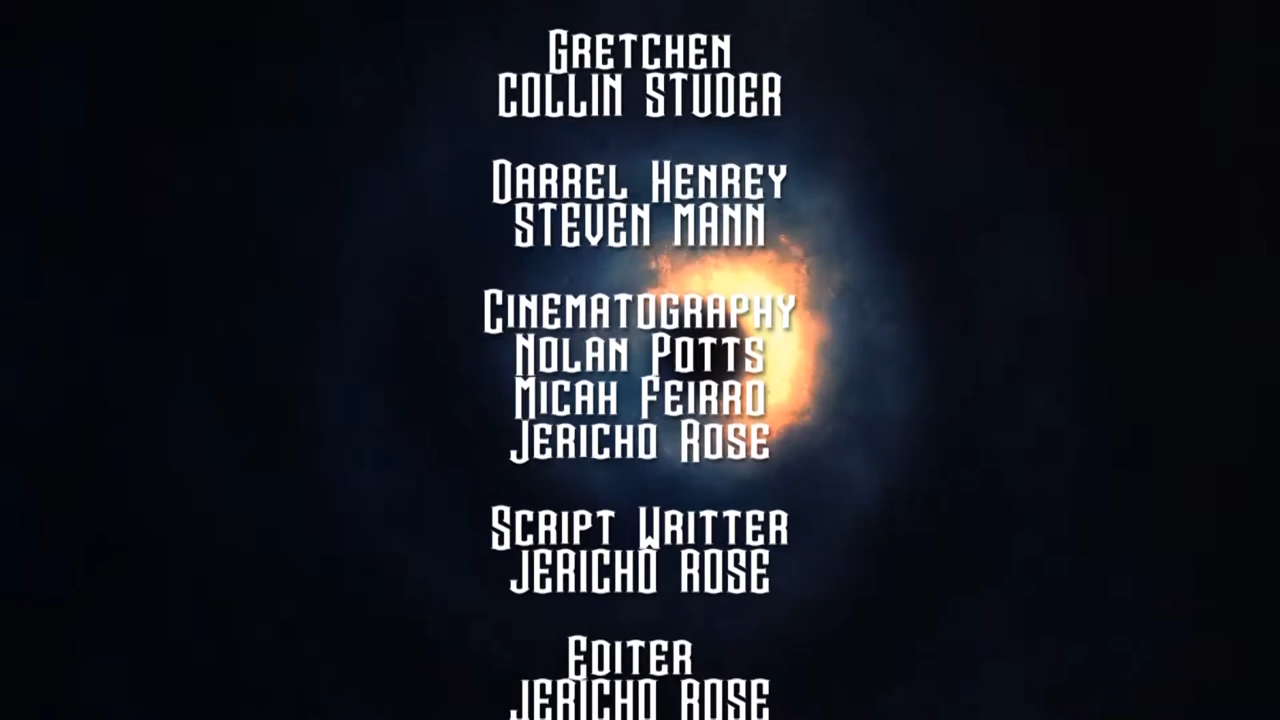 Gretchen
COLLIN STUDER
Darrel Henrey
STEVEN MANN
Cinematography
Nolan Potts
Micah Feirro
Jericho Rose
Script Writter
JERICHO ROSE
Editer
JERICHO ROSE